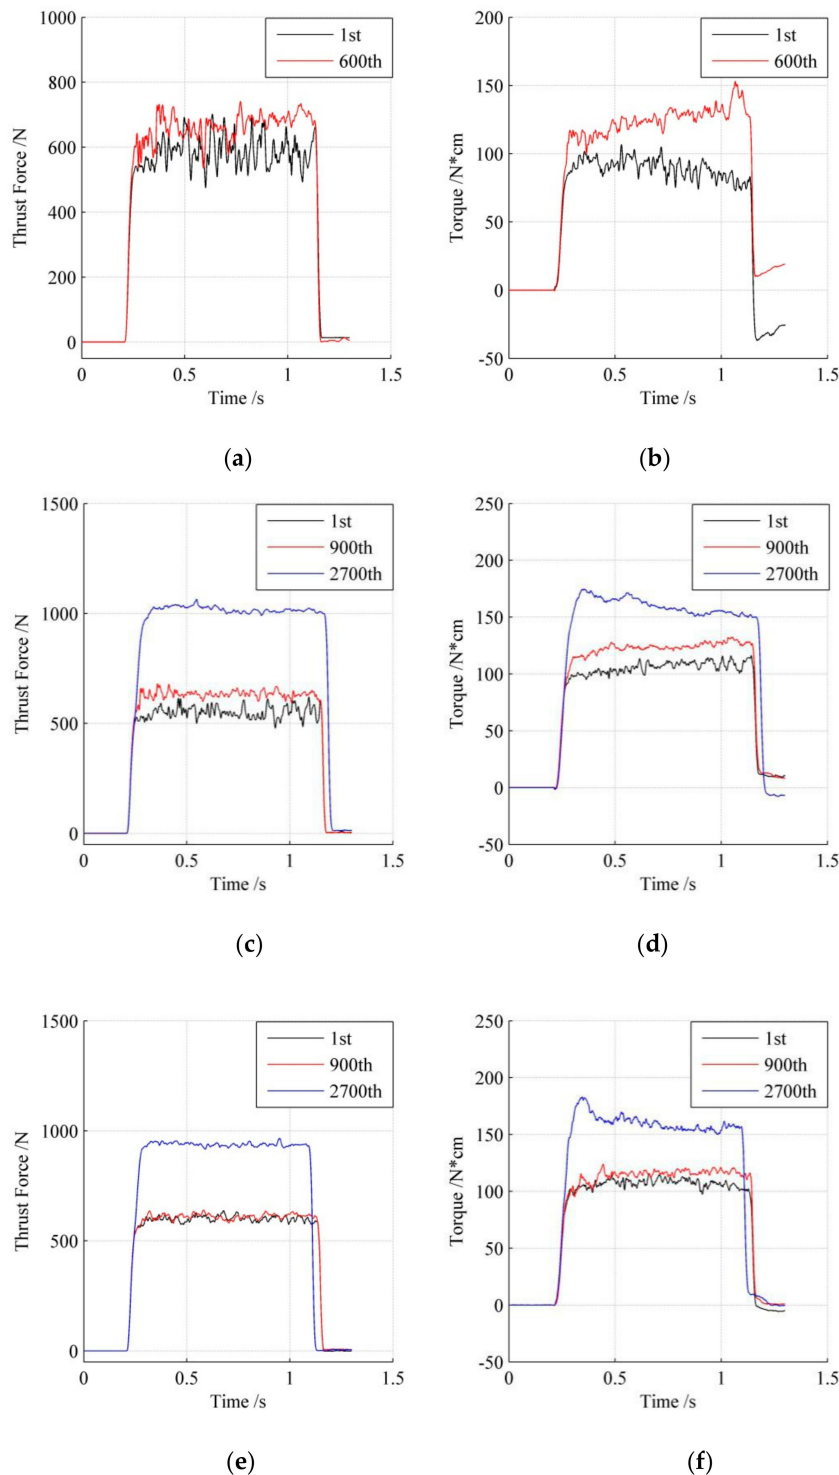 1000
800
600
400
200
0
Thrust Force /N
1st
600th
0
0.5
1
1.5
Time /s
(a)
200
150
100
50
0
-50
Torque /N*cm
1st
600th
0
0.5
1
1.5
Time /s
(b)
1500
1000
500
0
Thrust Force /N
1st
900th
2700th
0
0.5
1
1.5
Time /s
(c)
250
200
150
100
50
0
-50
Torque /N*cm
1st
900th
2700th
0
0.5
1
1.5
Time /s
(d)
1500
1000
500
0
Thrust Force /N
1st
900th
2700th
0
0.5
1
1.5
Time /s
(e)
250
200
150
100
50
0
-50
Torque /N*cm
1st
900th
2700th
0
0.5
1
1.5
Time /s
(f)